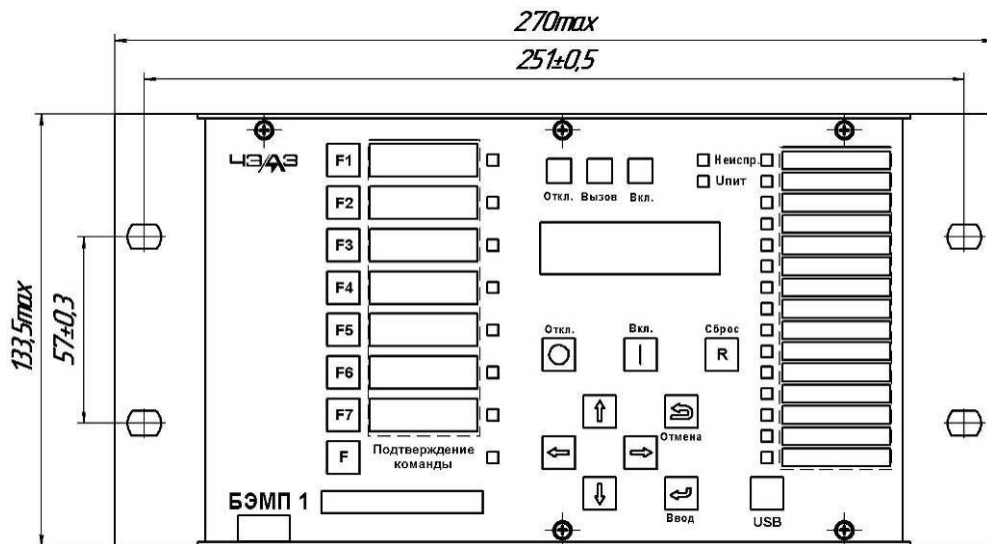 270max
251±0,5
133,5max
57±0,3
ЧЭАЗ
F1
F2
F3
F4
F5
F6
F7
F
Подтверждение
команды
БЭМП 1
Откл. Вызов Вкл.
Неиспр.
Uпит
Откл.
Вкл.
Сброс
R
Отмена
Ввод
USB